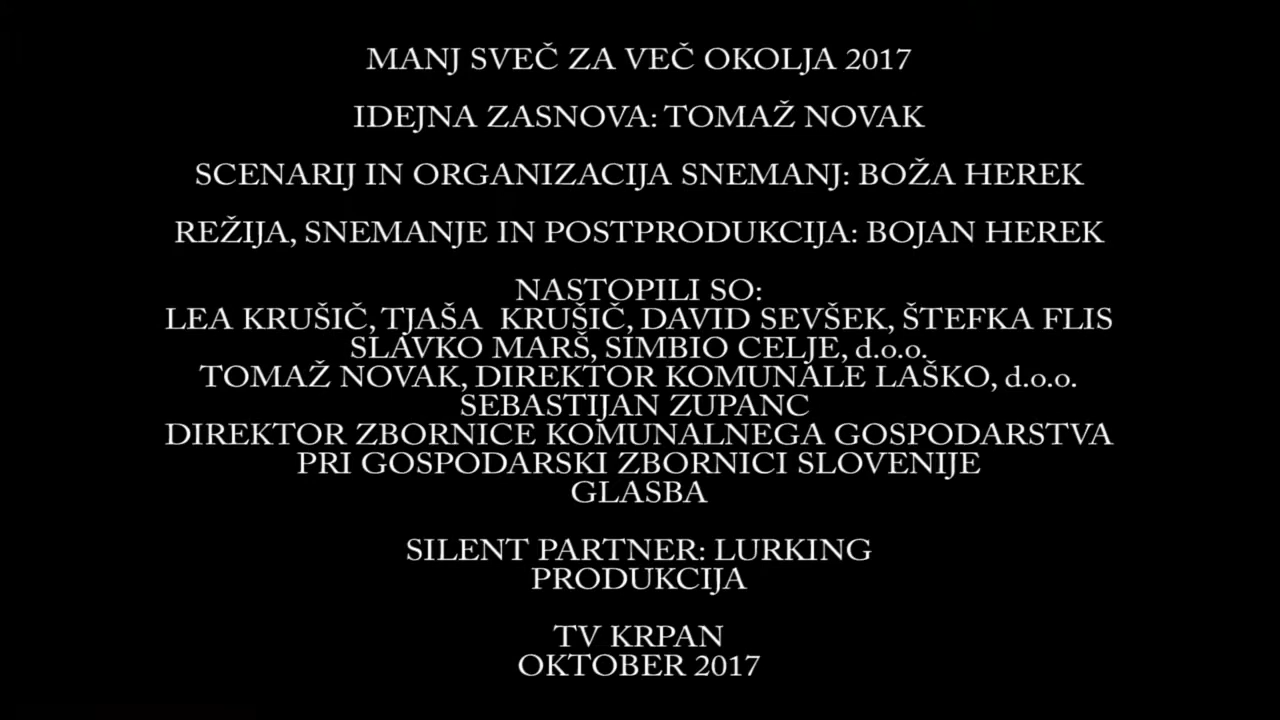 MANJ SVEČ ZA VEČ OKOLJA 2017
IDEJNA ZASNOVA: TOMAŽ NOVAK
SCENARIJ IN ORGANIZACIJA SNEMANJ: BOŽA HEREK
REŽIJA, SNEMANJE IN POSTPRODUKCIJA: BOJAN HEREK
NASTOPILI SO:
LEA KRUŠIČ, TJAŠA  KRUŠIČ, DAVID SEVŠEK, ŠTEFKA FLIS
SLAVKO MARŠ, SIMBIO CELJE, d.o.o.
TOMAŽ NOVAK, DIREKTOR KOMUNALE LAŠKO, d.o.o.
SEBASTIJAN ZUPANC
DIREKTOR ZBORNICE KOMUNALNEGA GOSPODARSTVA
PRI GOSPODARSKI ZBORNICI SLOVENIJE
GLASBA
SILENT PARTNER: LURKING
PRODUKCIJA
TV KRPAN
OKTOBER 2017